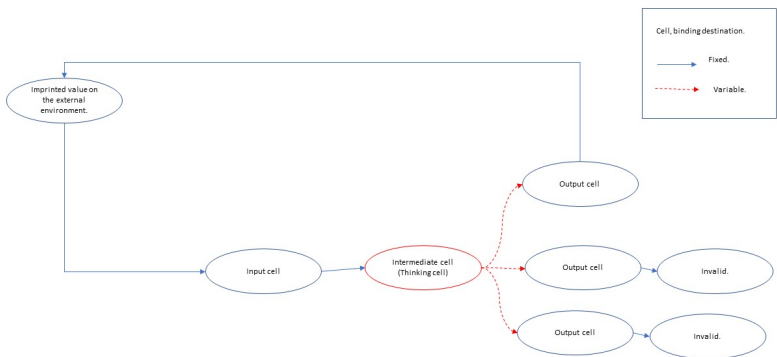 Cell, binding destination.
Fixed.
Variable.
Imprinted value on
the external
environment.
Output cell
Input cell
Intermediate cell
(Thinking cell)
Output cell
Invalid.
Output cell
Invalid.